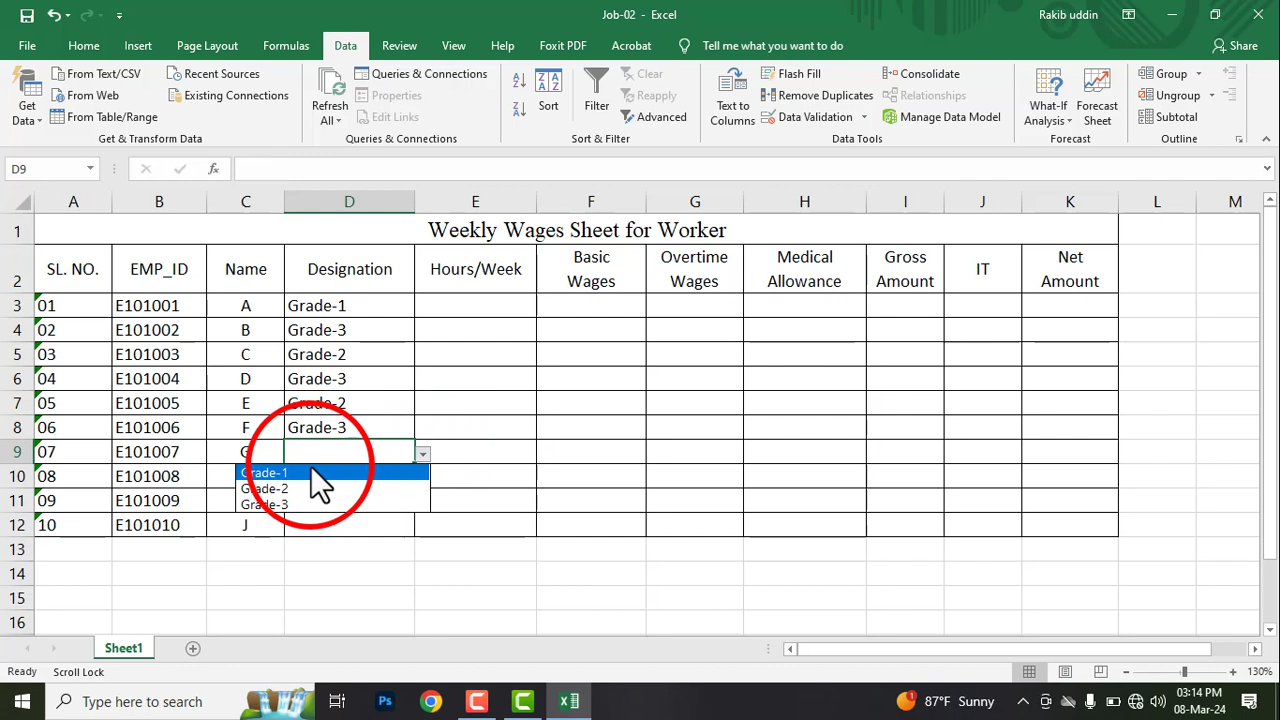 Job-02 - Excel
Rakib uddin
File Home Insert Page Layout Formulas Data Review View Help Foxit PDF Acrobat Tell me what you want to do Share
Get Data
From Text/CSV
From Web
From Table/Range
Recent Sources
Existing Connections
Get & Transform Data
Refresh All
Queries & Connections
Properties
Edit Links
Queries & Connections
Sort
Filter
Clear
Reapply
Advanced
Sort & Filter
Text to Columns
Flash Fill
Remove Duplicates
Data Validation
Consolidate
Relationships
Manage Data Model
Data Tools
What-If Analysis
Forecast Sheet
Forecast
Group
Ungroup
Subtotal
Outline
D9 fx
A B C D E F G H I J K L M
1 Weekly Wages Sheet for Worker
2 SL. NO. EMP_ID Name Designation Hours/Week Basic Wages Overtime Wages Medical Allowance Gross Amount IT Net Amount
3 01 E101001 A Grade-1
4 02 E101002 B Grade-3
5 03 E101003 C Grade-2
6 04 E101004 D Grade-3
7 05 E101005 E Grade-2
8 06 E101006 F Grade-3
9 07 E101007 G
Grade-1
10 08 E101008
Grade-2
11 09 E101009
Grade-3
12 10 E101010 J
13
14
15
16
Sheet1
Ready Scroll Lock 130%
Type here to search
Ps
1 87°F Sunny
03:14 PM
08-Mar-24